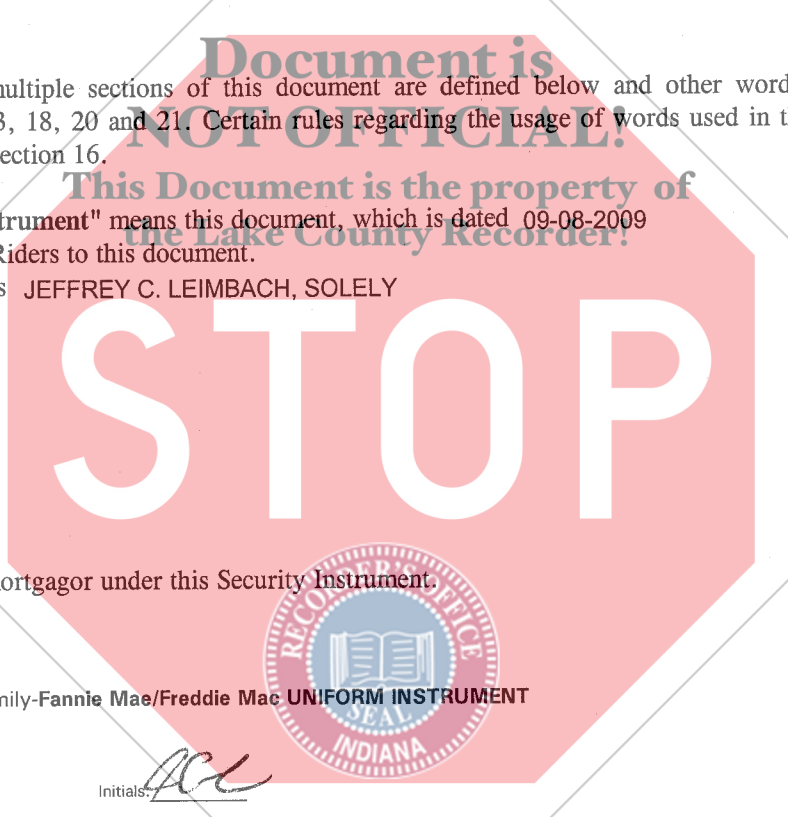 Document is
multiple sections of this document are defined below and other word
3, 18, 20 and 21. Certain rules regarding the usage of words used in t
NOT OFFICIAL!
ection 16.
This Document is the property of
trument" means this document, which is dated 09-08-2009
the Lake County Recorder!
Riders to this document.
s JEFFREY C. LEIMBACH, SOLELY
STOP
ortgagor under this Security Instrument.
RECORDER'S OFFICE
mily-Fannie Mae/Freddie Mac UNIFORM INSTRUMENT
SEAL
INDIANA
Initials: